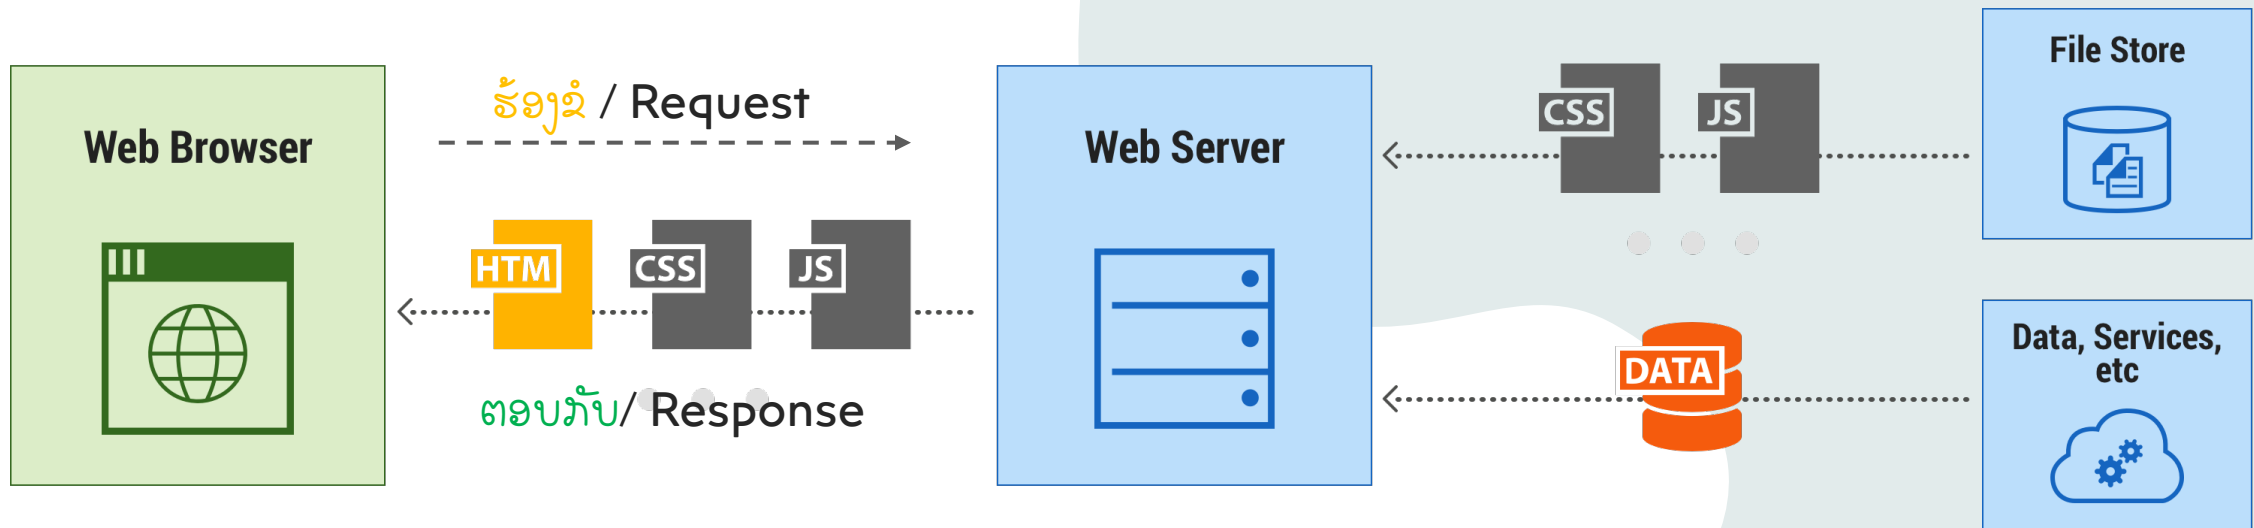 Web Browser
ຮ້ອງຂໍ / Request
HTM
CSS
JS
ຕອບກັບ/ Response
Web Server
CSS
JS
DATA
File Store
Data, Services,
etc